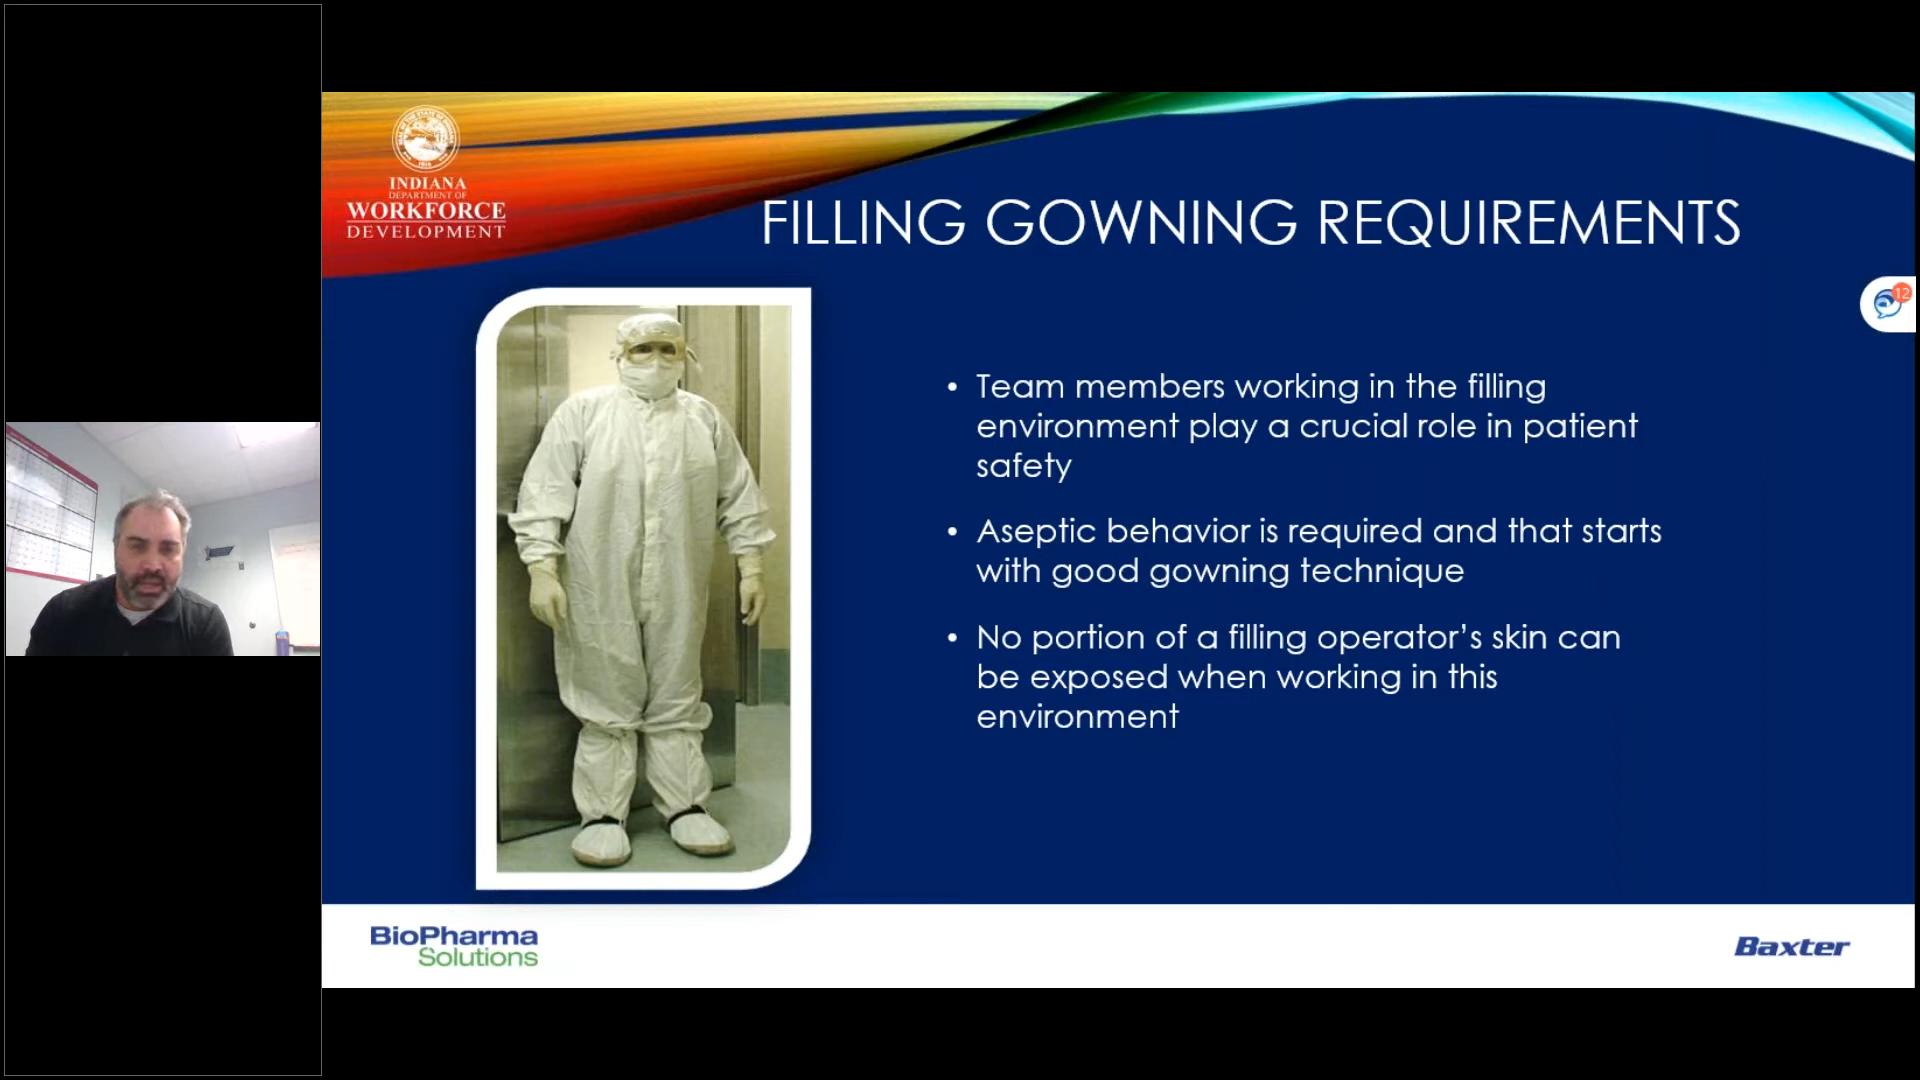 INDIANA
DEPARTMENT OF
WORKFORCE
DEVELOPMENT
FILLING GOWNING REQUIREMENTS
12
• Team members working in the filling
environment play a crucial role in patient
safety
• Aseptic behavior is required and that starts
with good gowning technique
• No portion of a filling operator’s skin can
be exposed when working in this
environment
BioPharma
Solutions
Baxter